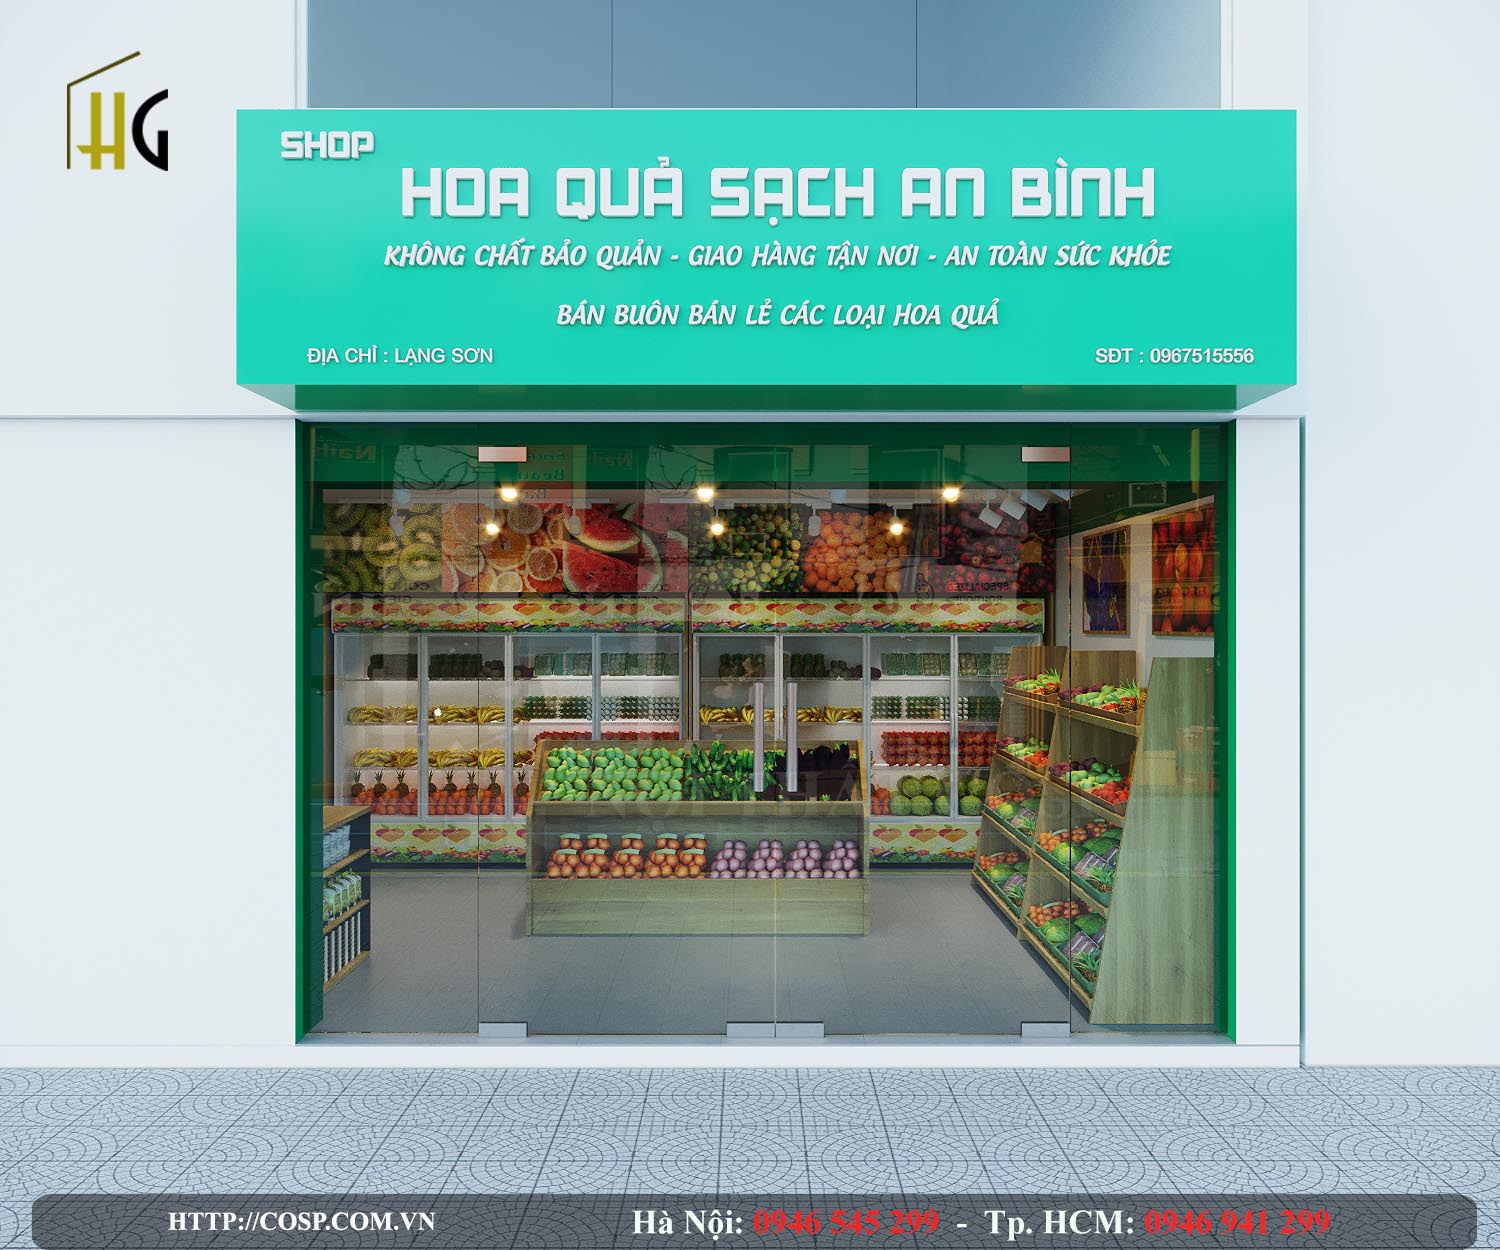 HG
SHOP
HOA QUẢ SẠCH AN BÌNH
KHÔNG CHẤT BẢO QUẢN - GIAO HÀNG TẬN NƠI - AN TOÀN SỨC KHỎE
BÁN BUÔN BÁN LẺ CÁC LOẠI HOA QUẢ
ĐỊA CHỈ : LẠNG SƠN
SĐT : 0967515556
HTTP://COSP.COM.VN
Hà Nội: 0946 545 299 - Tp. HCM: 0946 941 299